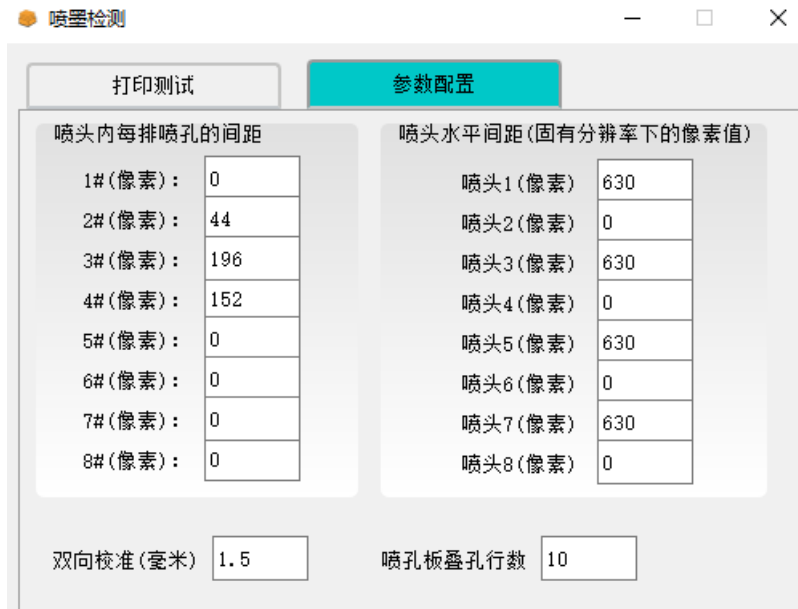 喷墨检测
打印测试
参数配置
喷头内每排喷孔的间距
1#(像素): 0
2#(像素): 44
3#(像素): 196
4#(像素): 152
5#(像素): 0
6#(像素): 0
7#(像素): 0
8#(像素): 0
喷头水平间距(固有分辨率下的像素值)
喷头1(像素) 630
喷头2(像素) 0
喷头3(像素) 630
喷头4(像素) 0
喷头5(像素) 630
喷头6(像素) 0
喷头7(像素) 630
喷头8(像素) 0
双向校准(毫米) 1.5
喷孔板叠孔行数 10